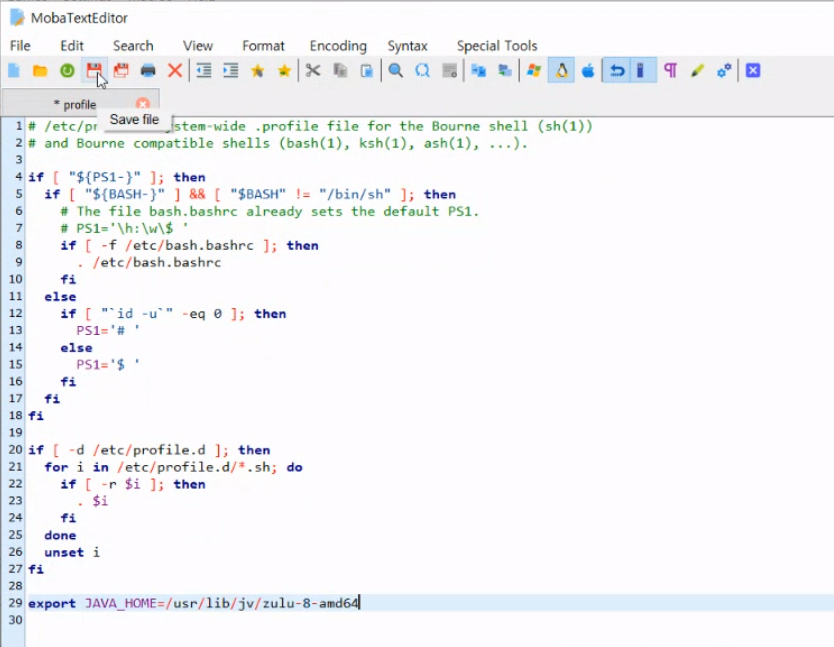 MobaTextEditor
File Edit Search View Format Encoding Syntax Special Tools
* profile
Save file
1 # /etc/pr ystem-wide .profile file for the Bourne shell (sh(1))
2 # and Bourne compatible shells (bash(1), ksh(1), ash(1), ...).
3
4 if [ "${PS1-}" ]; then
5 if [ "${BASH-}" ] && [ "$BASH" != "/bin/sh" ]; then
6 # The file bash.bashrc already sets the default PS1.
7 # PS1='\h:\w\$ '
8 if [ -f /etc/bash.bashrc ]; then
9 . /etc/bash.bashrc
10 fi
11 else
12 if [ "`id -u`" -eq 0 ]; then
13 PS1='# '
14 else
15 PS1='$ '
16 fi
17 fi
18 fi
19
20 if [ -d /etc/profile.d ]; then
21 for i in /etc/profile.d/*.sh; do
22 if [ -r $i ]; then
23 . $i
24 fi
25 done
26 unset i
27 fi
28
29 export JAVA_HOME=/usr/lib/jv/zulu-8-amd64
30